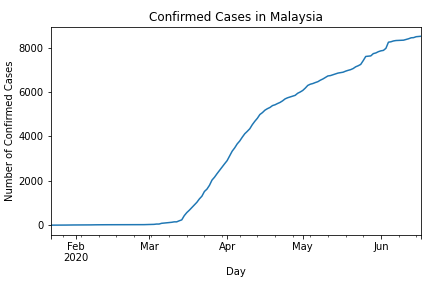 Confirmed Cases in Malaysia
Number of Confirmed Cases
8000
6000
4000
2000
0
Feb
2020
Mar
Apr
May
Jun
Day